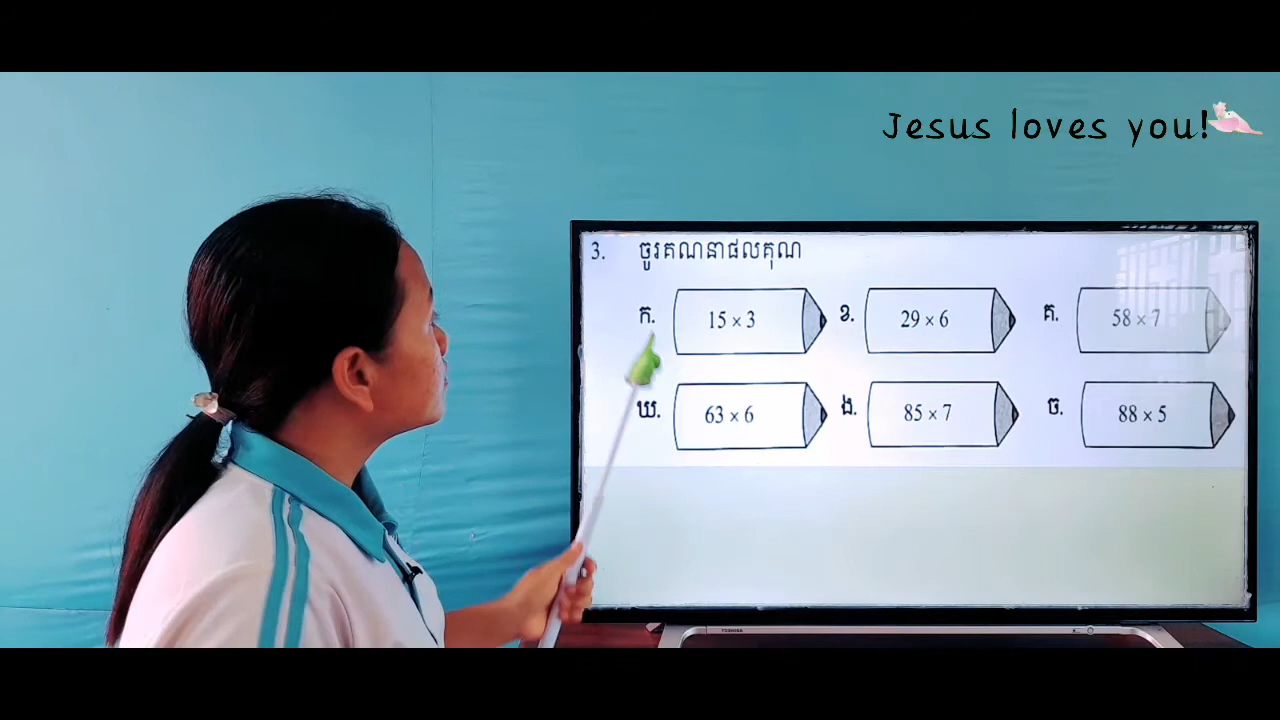 Jesus loves you!
3. ចូរគណនាផលគុណ
ក. 15 × 3 ខ. 29 × 6 គ. 58 × 7
ឃ. 63 × 6 ង. 85 × 7 ច. 88 × 5
TOSHIBA